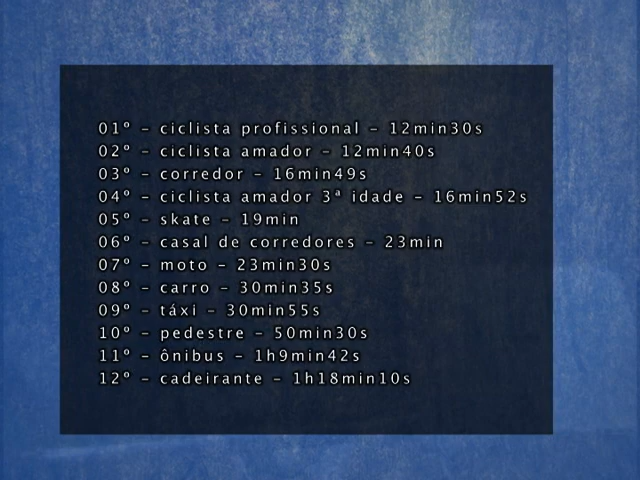 01º - ciclista profissional - 12min30s
02º - ciclista amador - 12min40s
03º - corredor - 16min49s
04º - ciclista amador 3ª idade - 16min52s
05º - skate - 19min
06º - casal de corredores - 23min
07º - moto - 23min30s
08º - carro - 30min35s
09º - táxi - 30min55s
10º - pedestre - 50min30s
11º - ônibus - 1h9min42s
12º - cadeirante - 1h18min10s